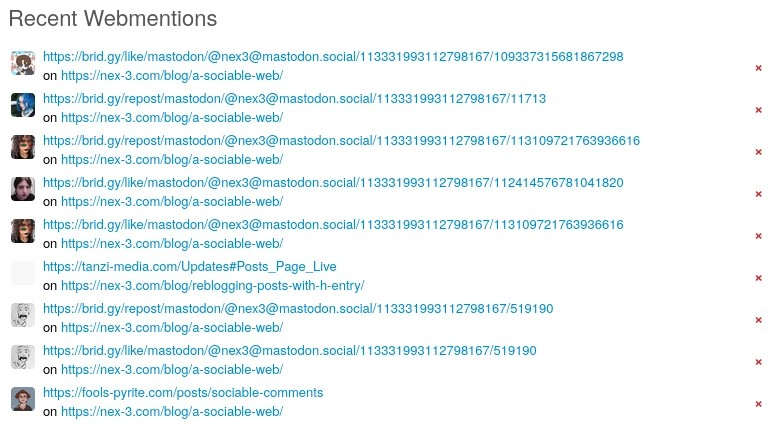 Recent Webmentions
https://brid.gy/like/mastodon/@nex3@mastodon.social/113331993112798167/109337315681867298
on https://nex-3.com/blog/a-sociable-web/
https://brid.gy/repost/mastodon/@nex3@mastodon.social/113331993112798167/11713
on https://nex-3.com/blog/a-sociable-web/
https://brid.gy/repost/mastodon/@nex3@mastodon.social/113331993112798167/113109721763936616
on https://nex-3.com/blog/a-sociable-web/
https://brid.gy/like/mastodon/@nex3@mastodon.social/113331993112798167/112414576781041820
on https://nex-3.com/blog/a-sociable-web/
https://brid.gy/like/mastodon/@nex3@mastodon.social/113331993112798167/113109721763936616
on https://nex-3.com/blog/a-sociable-web/
https://tanzi-media.com/Updates#Posts_Page_Live
on https://nex-3.com/blog/reblogging-posts-with-h-entry/
https://brid.gy/repost/mastodon/@nex3@mastodon.social/113331993112798167/519190
on https://nex-3.com/blog/a-sociable-web/
https://brid.gy/like/mastodon/@nex3@mastodon.social/113331993112798167/519190
on https://nex-3.com/blog/a-sociable-web/
https://fools-pyrite.com/posts/sociable-comments
on https://nex-3.com/blog/a-sociable-web/